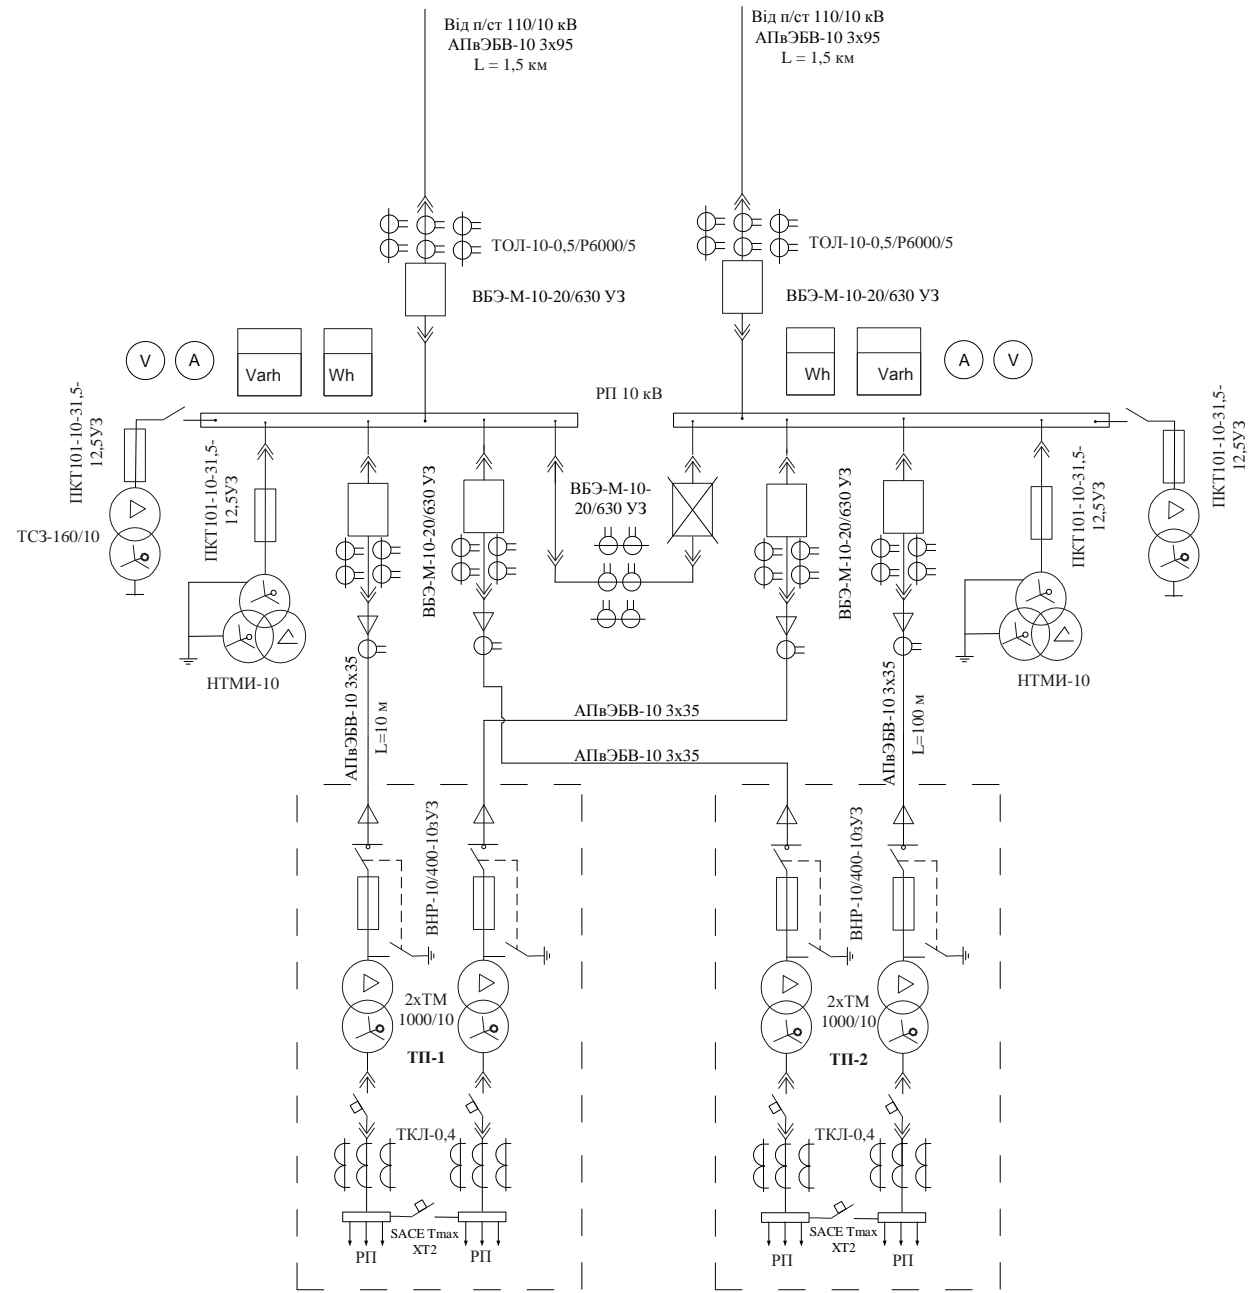 Від п/ст 110/10 кВ
АПвЭБВ-10 3х95
L = 1,5 км
Від п/ст 110/10 кВ
АПвЭБВ-10 3х95
L = 1,5 км
ТОЛ-10-0,5/Р6000/5
ТОЛ-10-0,5/Р6000/5
ВБЭ-М-10-20/630 УЗ
ВБЭ-М-10-20/630 УЗ
V
A
Varh
Wh
Wh
Varh
A
V
РП 10 кВ
ПКТ101-10-31,5-
12,5УЗ
ПКТ101-10-31,5-
12,5УЗ
ВБЭ-М-10-20/630 УЗ
ВБЭ-М-10-
20/630 УЗ
ВБЭ-М-10-20/630 УЗ
ПКТ101-10-31,5-
12,5УЗ
ПКТ101-10-31,5-
12,5УЗ
ТСЗ-160/10
НТМИ-10
НТМИ-10
АПвЭБВ-10 3х35
L=10 м
АПвЭБВ-10 3х35
АПвЭБВ-10 3х35
АПвЭБВ-10 3х35
L=100 м
ВНР-10/400-10зУЗ
ВНР-10/400-10зУЗ
2хТМ
1000/10
ТП-1
2хТМ
1000/10
ТП-2
ТКЛ-0,4
ТКЛ-0,4
SACE Tmax
XT2
РП
РП
SACE Tmax
XT2
РП
РП